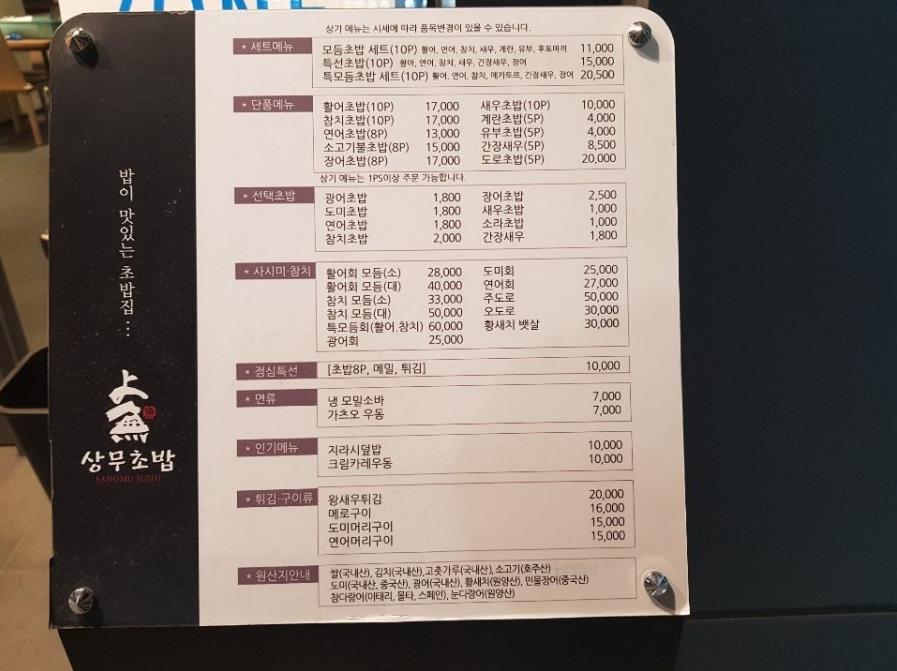 밥이 맛있는 초밥집 ...
상무초밥
SANGMU SUSHI
상기 메뉴는 시세에 따라 품목변경이 있을 수 있습니다.
* 세트메뉴
모듬초밥 세트(10P) 활어, 연어, 참치, 새우, 계란, 유부, 후토마끼 11,000
특선초밥(10P) 활어, 연어, 참치, 새우, 간장새우, 장어 15,000
특모듬초밥 세트(10P) 활어, 연어, 참치, 메카토르, 간장새우, 장어 20,500
* 단품메뉴
활어초밥(10P) 17,000 새우초밥(10P) 10,000
참치초밥(10P) 17,000 계란초밥(5P) 4,000
연어초밥(8P) 13,000 유부초밥(5P) 4,000
소고기불초밥(8P) 15,000 간장새우(5P) 8,500
장어초밥(8P) 17,000 도로초밥(5P) 20,000
상기 메뉴는 1PS이상 주문 가능합니다.
* 선택초밥
광어초밥 1,800 장어초밥 2,500
도미초밥 1,800 새우초밥 1,000
연어초밥 1,800 소라초밥 1,000
참치초밥 2,000 간장새우 1,800
* 사시미·참치
활어회 모듬(소) 28,000 도미회 25,000
활어회 모듬(대) 40,000 연어회 27,000
참치 모듬(소) 33,000 주도로 50,000
참치 모듬(대) 50,000 오도로 30,000
특모듬회(활어,참치) 60,000 황새치 뱃살 30,000
광어회 25,000
* 점심특선
[초밥8P, 메밀, 튀김] 10,000
* 면류
냉 모밀소바 7,000
가츠오 우동 7,000
* 인기메뉴
지라시덮밥 10,000
크림카레우동 10,000
* 튀김·구이류
왕새우튀김 20,000
메로구이 16,000
도미머리구이 15,000
연어머리구이 15,000
* 원산지안내
쌀(국내산), 김치(국내산), 고춧가루(국내산), 소고기(호주산)
도미(국내산, 중국산), 광어(국내산), 황새치(원양산), 민물장어(중국산)
참다랑어(이태리, 몰타, 스페인), 눈다랑어(원양산)